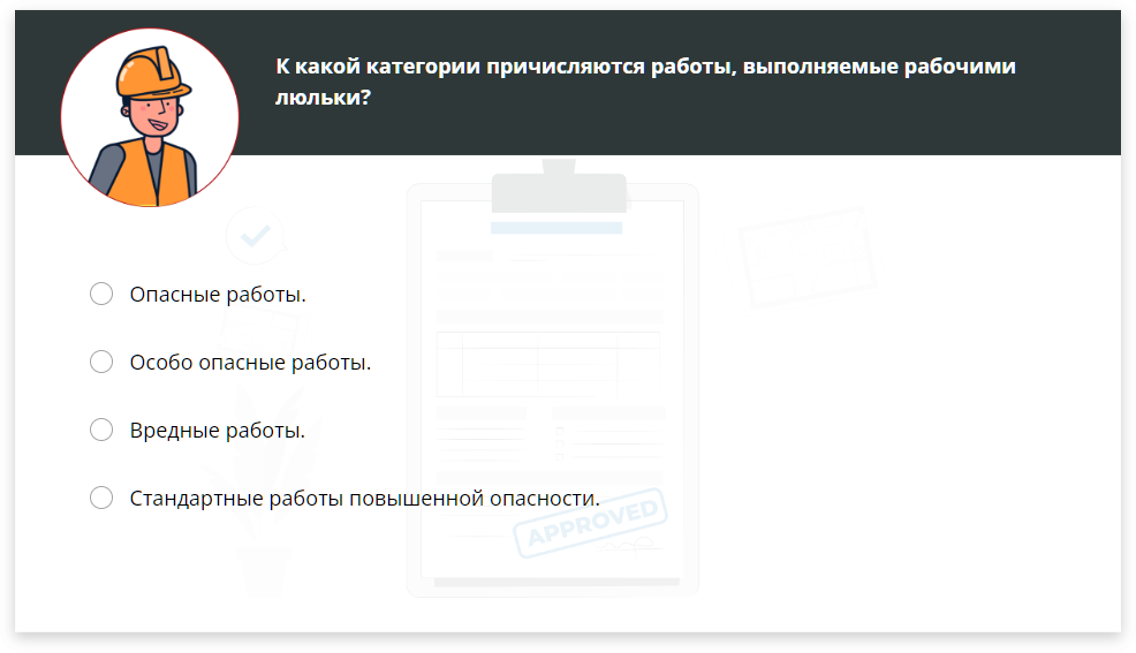 К какой категории причисляются работы, выполняемые рабочими
люльки?
Опасные работы.
Особо опасные работы.
Вредные работы.
Стандартные работы повышенной опасности.
APPROVED